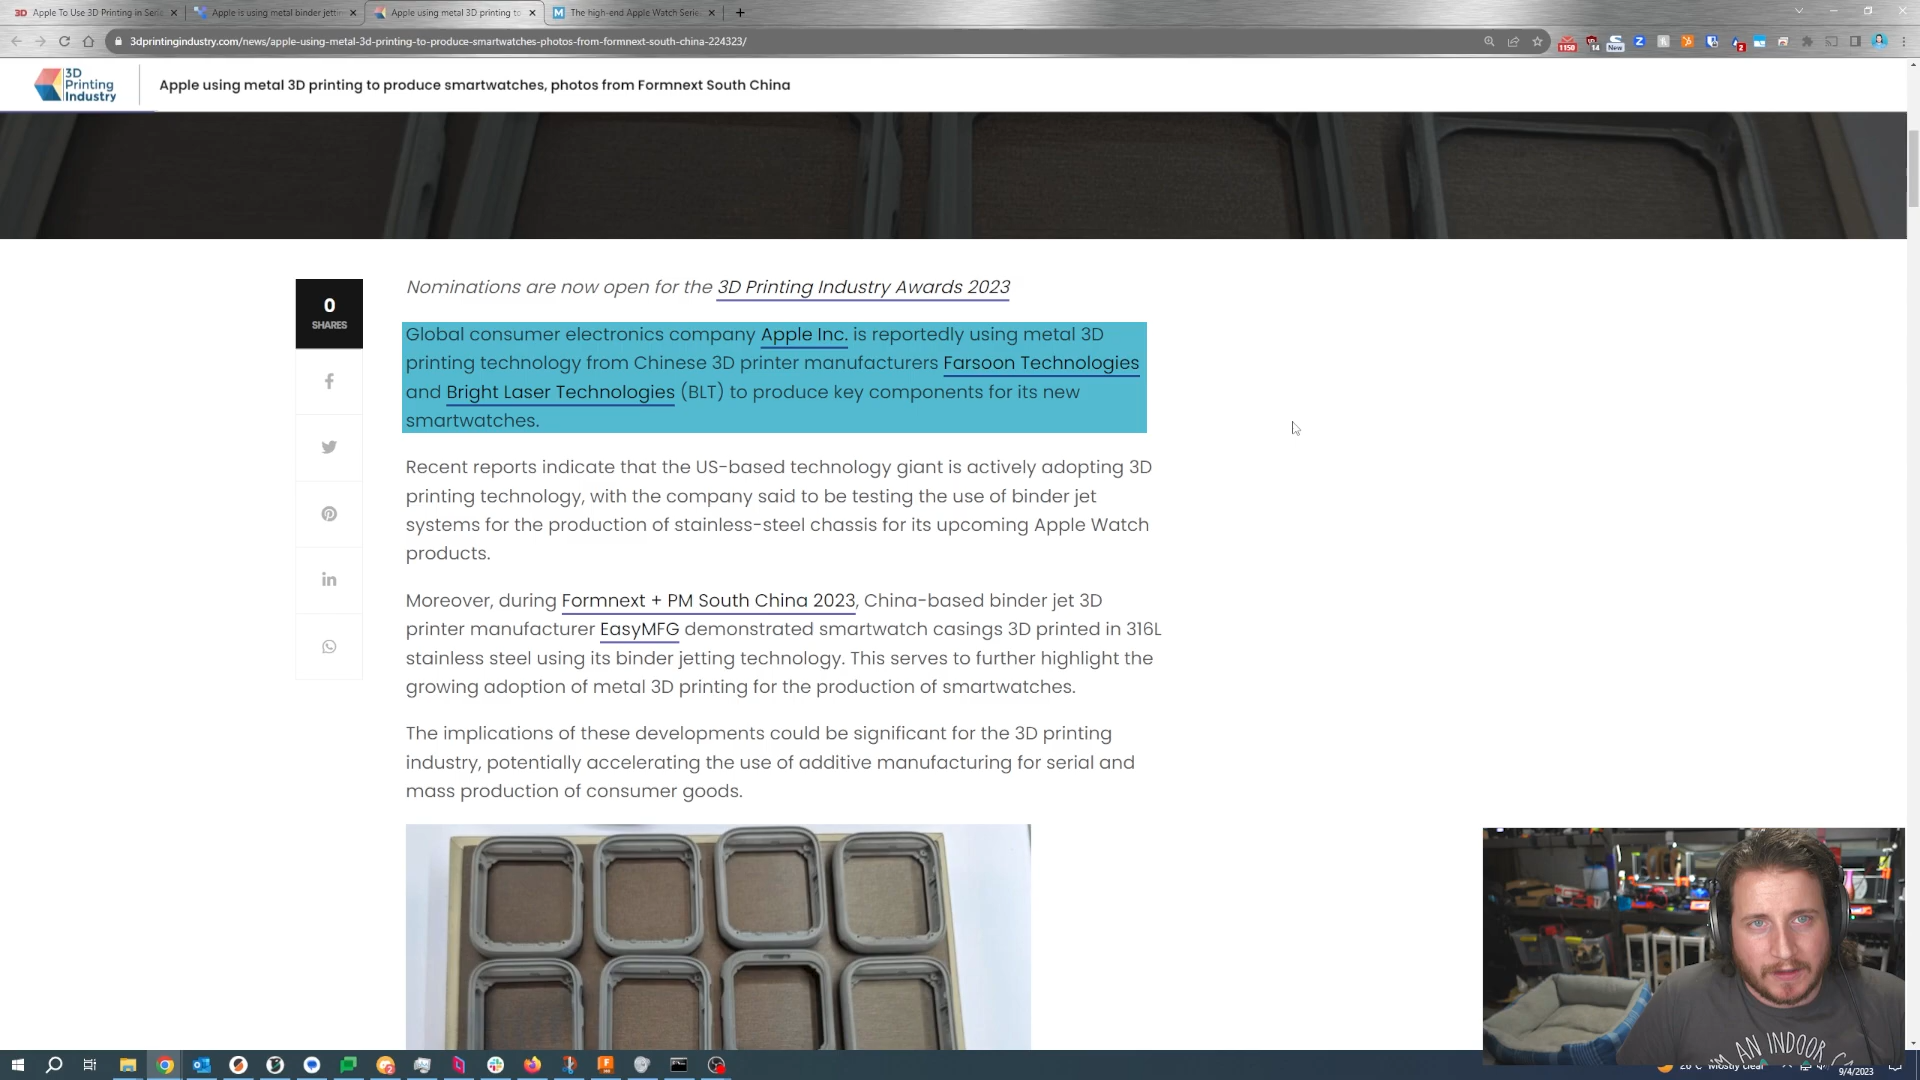 Apple To Use 3D Printing in Serie
Apple is using metal binder jetti
Apple using metal 3D printing to
The high-end Apple Watch Serie
3dprintingindustry.com/news/apple-using-metal-3d-printing-to-produce-smartwatches-photos-from-formnext-south-china-224323/
1150
14
New
2
3D
Printing
Industry
Apple using metal 3D printing to produce smartwatches, photos from Formnext South China
Nominations are now open for the 3D Printing Industry Awards 2023
0
SHARES
Global consumer electronics company Apple Inc. is reportedly using metal 3D
printing technology from Chinese 3D printer manufacturers Farsoon Technologies
and Bright Laser Technologies (BLT) to produce key components for its new
smartwatches.
Recent reports indicate that the US-based technology giant is actively adopting 3D
printing technology, with the company said to be testing the use of binder jet
systems for the production of stainless-steel chassis for its upcoming Apple Watch
products.
Moreover, during Formnext + PM South China 2023, China-based binder jet 3D
printer manufacturer EasyMFG demonstrated smartwatch casings 3D printed in 316L
stainless steel using its binder jetting technology. This serves to further highlight the
growing adoption of metal 3D printing for the production of smartwatches.
The implications of these developments could be significant for the 3D printing
industry, potentially accelerating the use of additive manufacturing for serial and
mass production of consumer goods.
I'M AN INDOOR CA
Mostly clear
9/4/2023